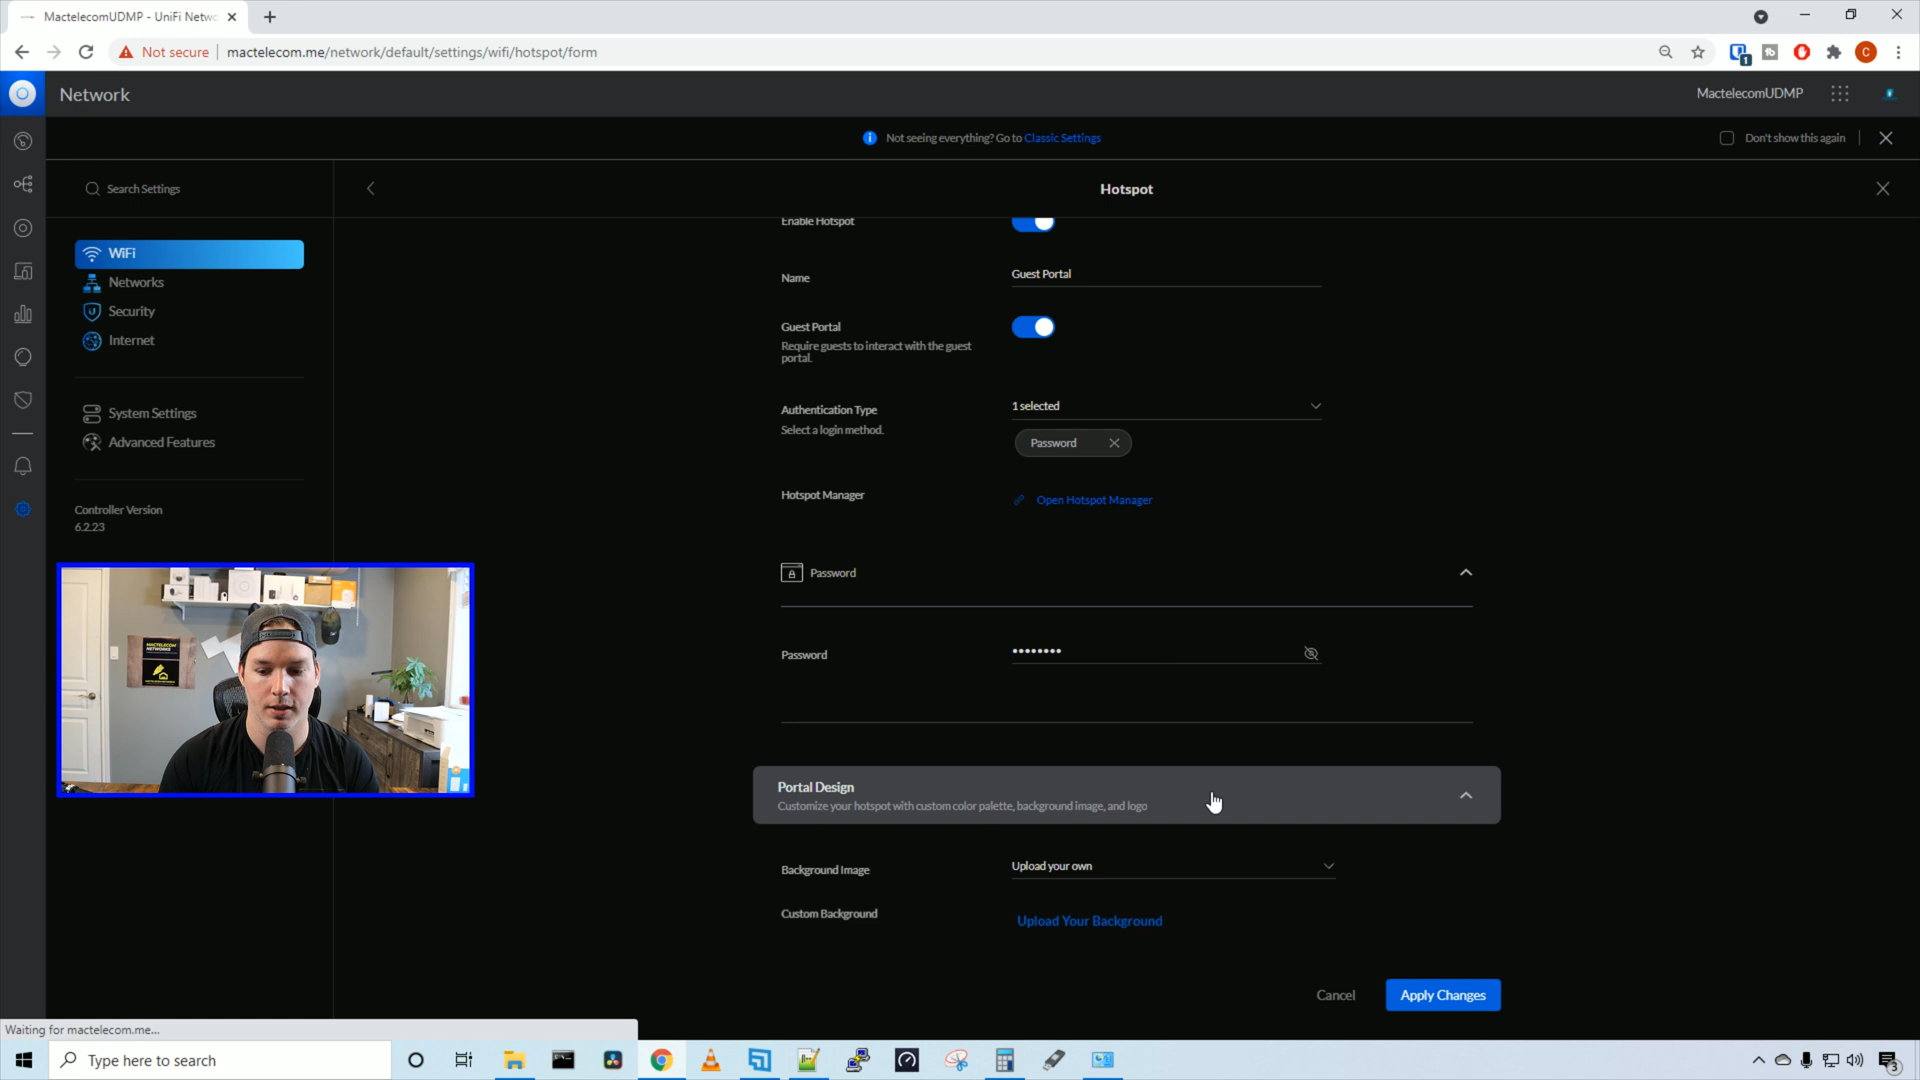 MactelecomUDMP - UniFi Netwo
Not secure
mactelecom.me/network/default/settings/wifi/hotspot/form
1
C
Network
MactelecomUDMP
Not seeing everything? Go to Classic Settings
Don't show this again
Search Settings
Hotspot
WiFi
Networks
Security
Internet
System Settings
Advanced Features
Controller Version
6.2.23
Enable Hotspot
Name
Guest Portal
Guest Portal
Require guests to interact with the guest
portal.
Authentication Type
Select a login method.
1 selected
Password
Hotspot Manager
Open Hotspot Manager
Password
Password
••••••••
Portal Design
Customize your hotspot with custom color palette, background image, and logo
Background Image
Upload your own
Custom Background
Upload Your Background
Cancel
Apply Changes
MACTELECOM
NETWORKS
Waiting for mactelecom.me...
Type here to search
3